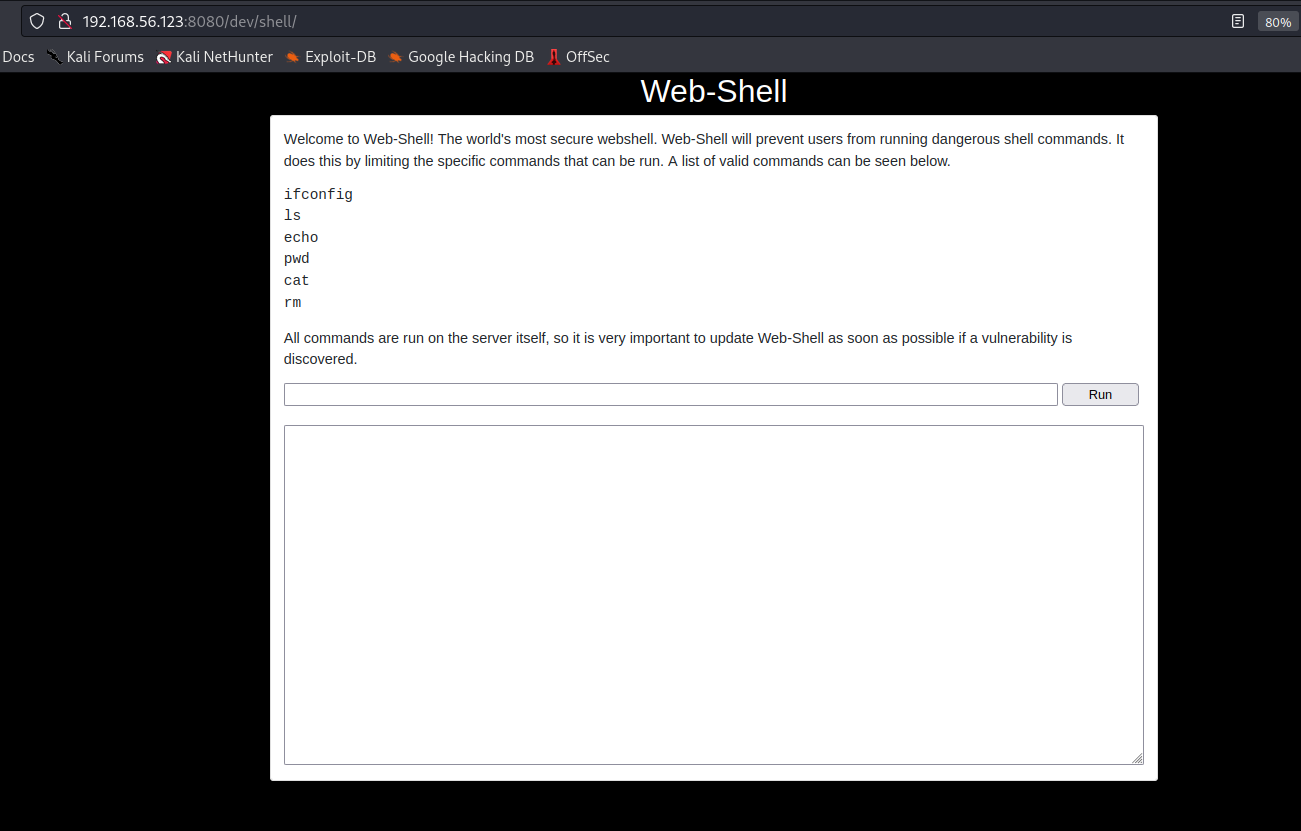 192.168.56.123:8080/dev/shell/
80%
Docs Kali Forums Kali NetHunter Exploit-DB Google Hacking DB OffSec
Web-Shell
Welcome to Web-Shell! The world's most secure webshell. Web-Shell will prevent users from running dangerous shell commands. It
does this by limiting the specific commands that can be run. A list of valid commands can be seen below.
ifconfig
ls
echo
pwd
cat
rm
All commands are run on the server itself, so it is very important to update Web-Shell as soon as possible if a vulnerability is
discovered.
Run